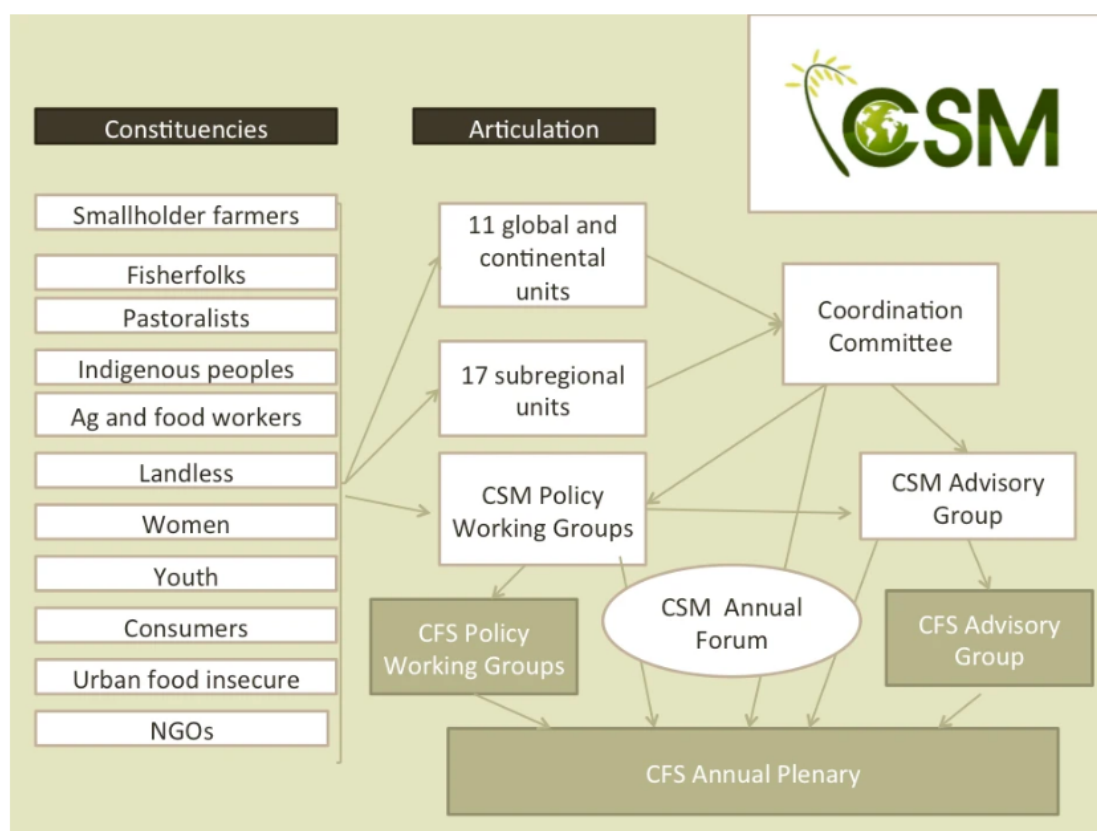 CSM
Constituencies
Articulation
Smallholder farmers
Fisherfolks
Pastoralists
Indigenous peoples
Ag and food workers
Landless
Women
Youth
Consumers
Urban food insecure
NGOs
11 global and
continental
units
17 subregional
units
CSM Policy
Working Groups
CFS Policy
Working Groups
Coordination
Committee
CSM Advisory
Group
CSM Annual
Forum
CFS Advisory
Group
CFS Annual Plenary